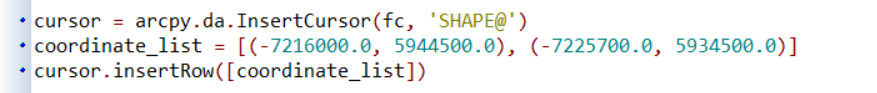 cursor = arcpy.da.InsertCursor(fc, 'SHAPE@')
coordinate_list = [(-7216000.0, 5944500.0), (-7225700.0, 5934500.0)]
cursor.insertRow([coordinate_list])